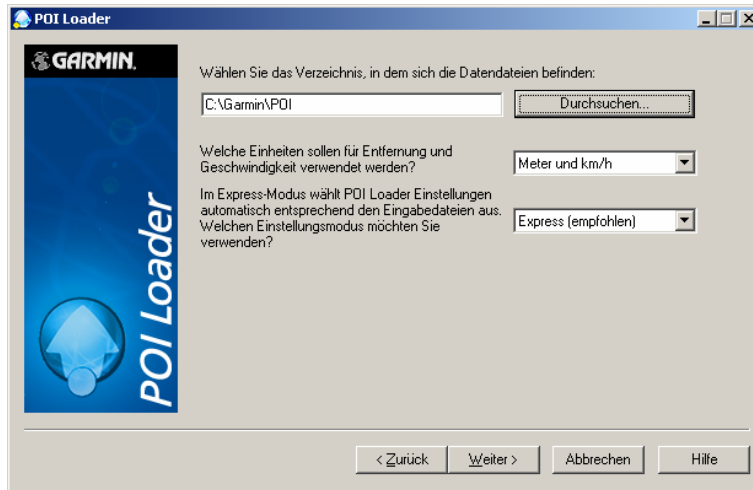 POI Loader
GARMIN.
POI Loader
Wählen Sie das Verzeichnis, in dem sich die Datendateien befinden:
C:\Garmin\POI
Durchsuchen...
Welche Einheiten sollen für Entfernung und
Geschwindigkeit verwendet werden?
Meter und km/h
Im Express-Modus wählt POI Loader Einstellungen
automatisch entsprechend den Eingabedateien aus.
Welchen Einstellungsmodus möchten Sie
verwenden?
Express (empfohlen)
< Zurück
Weiter >
Abbrechen
Hilfe